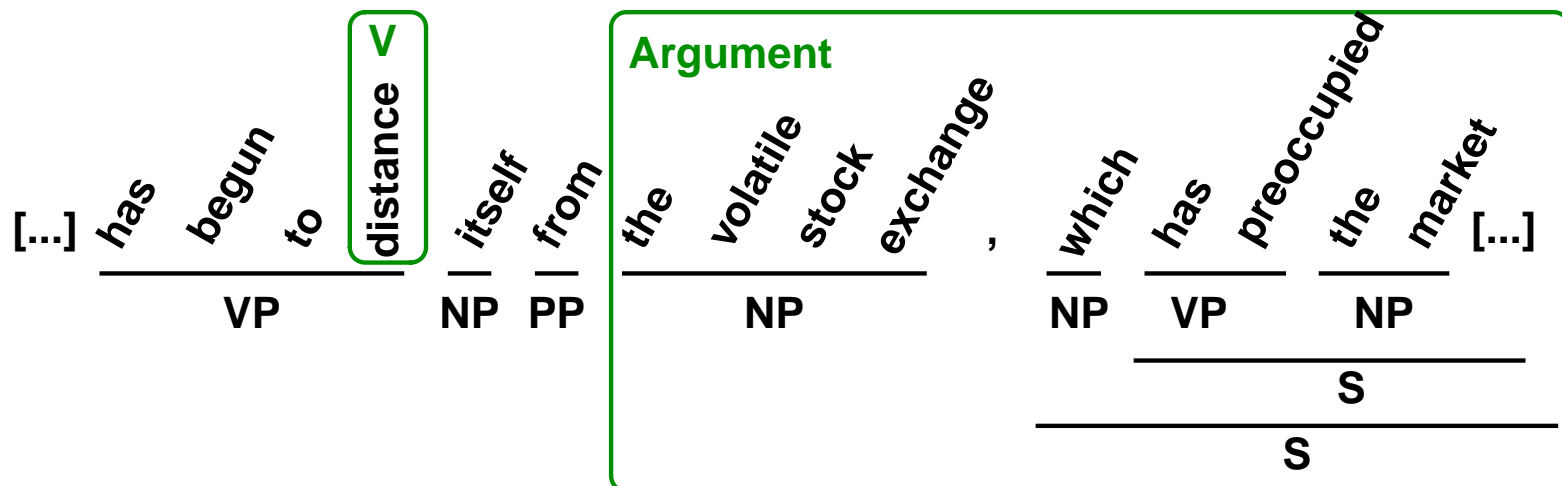 V
Argument
[...] has begun to distance itself from the volatile stock exchange , which has preoccupied the market [...]
VP NP PP NP NP VP NP
S
S